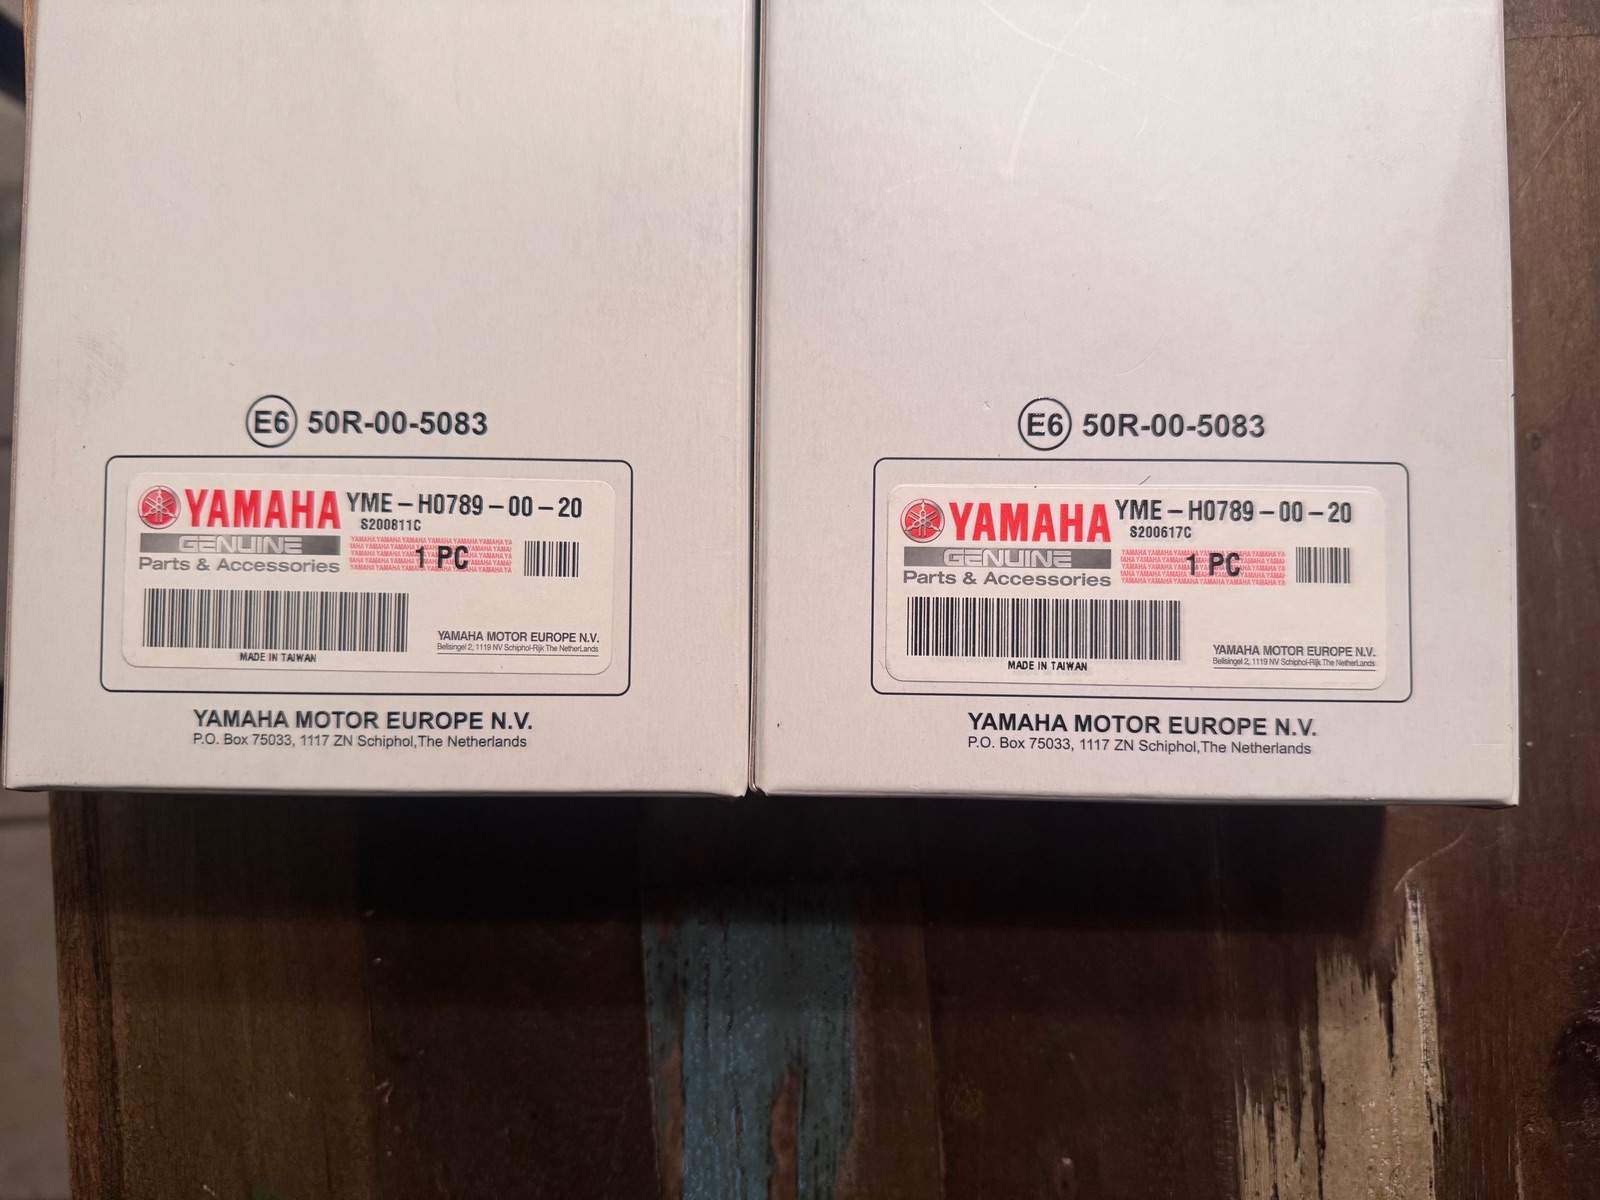 E6 50R-00-5083
YAMAHA YME-H0789-00-20
S200811C
GENUINE
1 PC
Parts & Accessories
YAMAHA MOTOR EUROPE N.V.
Bellsingel 2, 1119 NV Schiphol-Rijk The NetherLands
MADE IN TAIWAN
YAMAHA MOTOR EUROPE N.V.
P.O. Box 75033, 1117 ZN Schiphol,The Netherlands
E6 50R-00-5083
YAMAHA YME-H0789-00-20
S200617C
GENUINE
1 PC
Parts & Accessories
YAMAHA MOTOR EUROPE N.V.
Bellsingel 2, 1119 NV Schiphol-Rijk The NetherLands
MADE IN TAIWAN
YAMAHA MOTOR EUROPE N.V.
P.O. Box 75033, 1117 ZN Schiphol,The Netherlands